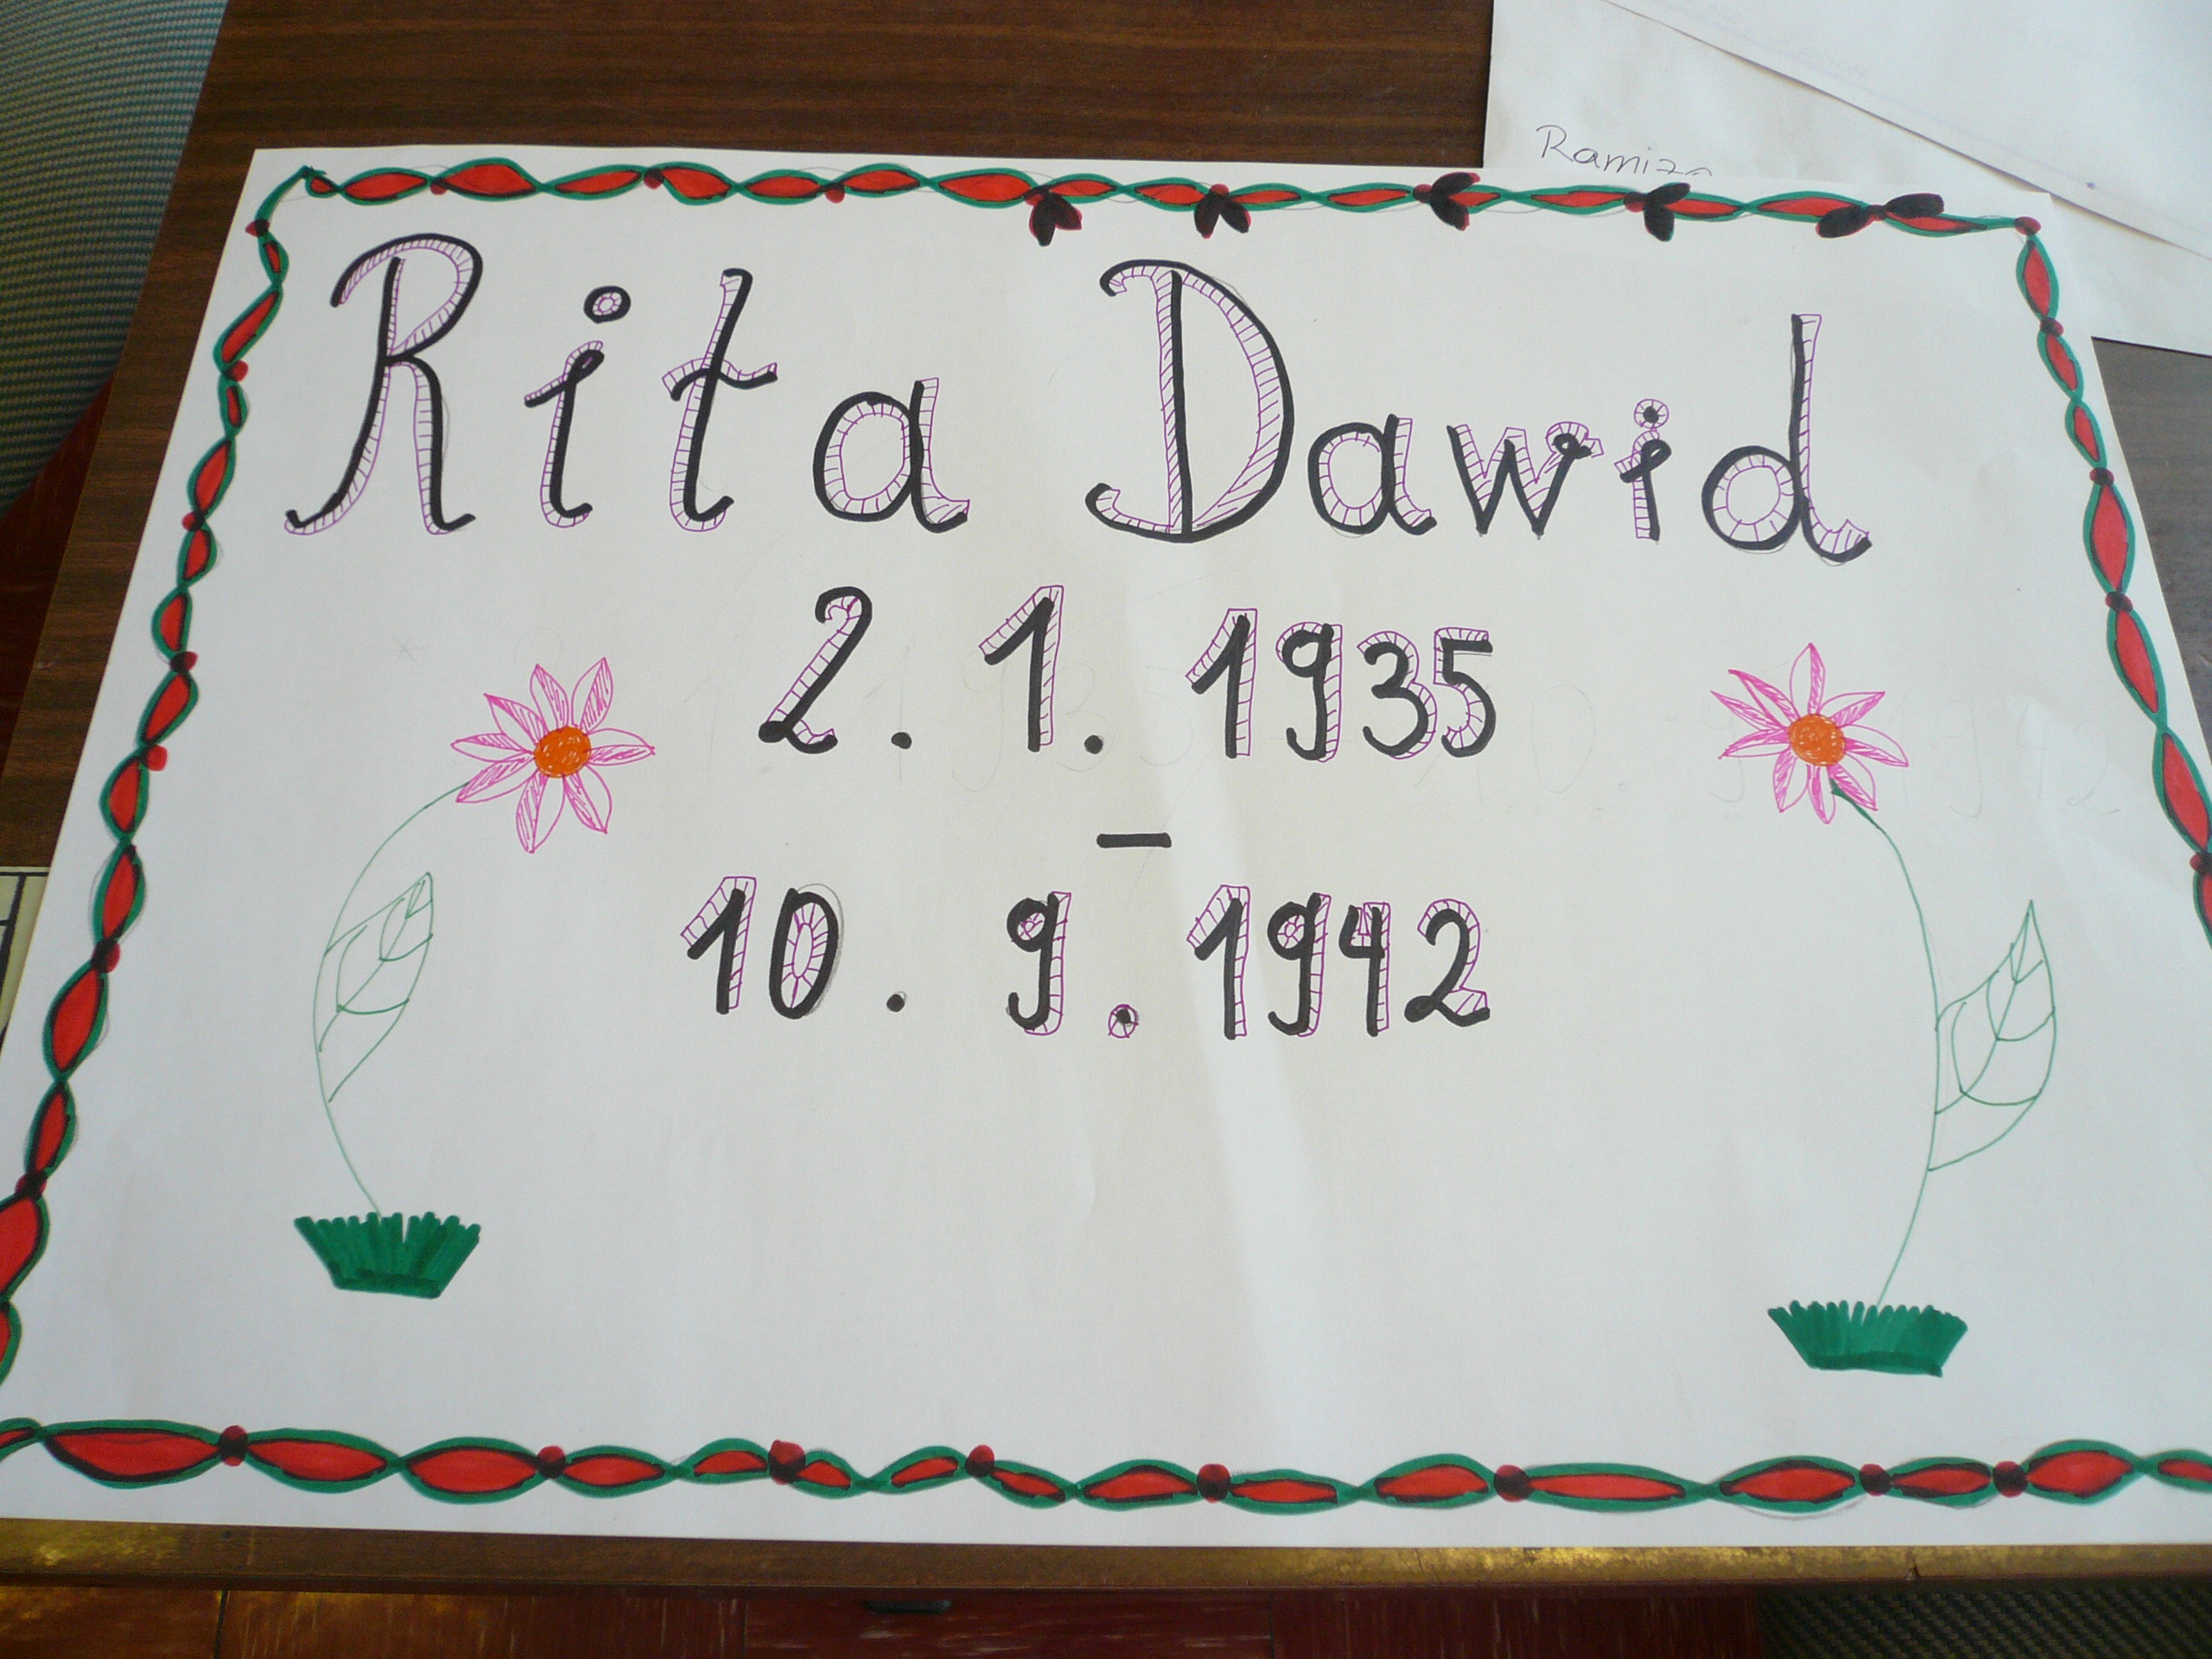 Rita Dawid
2. 1. 1935
–
10. 9. 1942